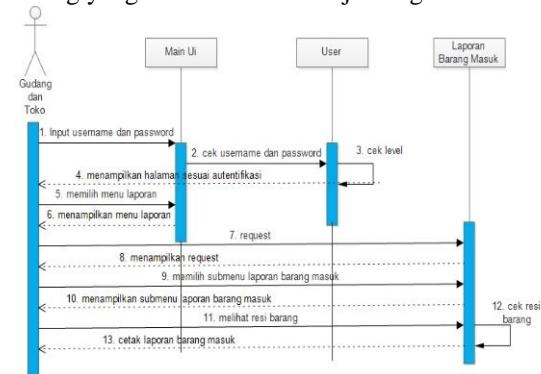 Main Ui
User
Laporan
Barang Masuk
Gudang
dan
Toko
1. Input username dan password
2. cek username dan password
3. cek level
4. menampilkan halaman sesuai autentifikasi
5. memilih menu laporan
6. menampilkan menu laporan
7. request
8. menampilkan request
9. memilih submenu laporan barang masuk
10. menampilkan submenu laporan barang masuk
11. melihat resi barang
12. cek resi
barang
13. cetak laporan barang masuk